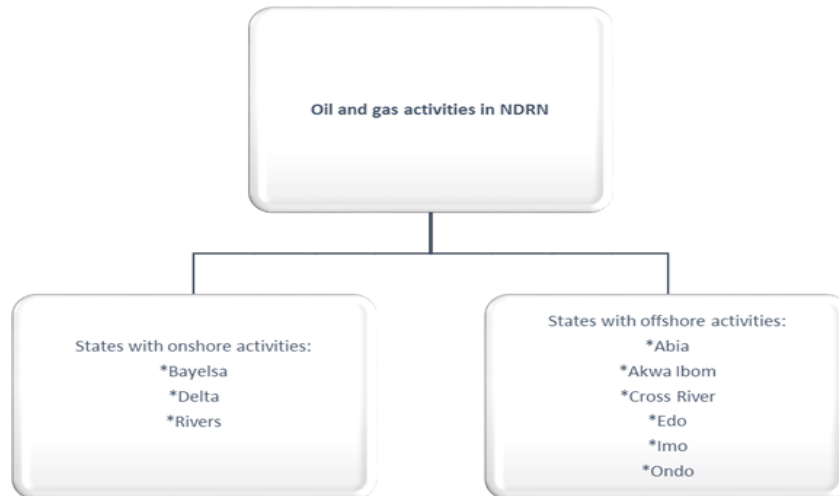 Oil and gas activities in NDRN
States with onshore activities:
*Bayelsa
*Delta
*Rivers
States with offshore activities:
*Abia
*Akwa Ibom
*Cross River
*Edo
*Imo
*Ondo